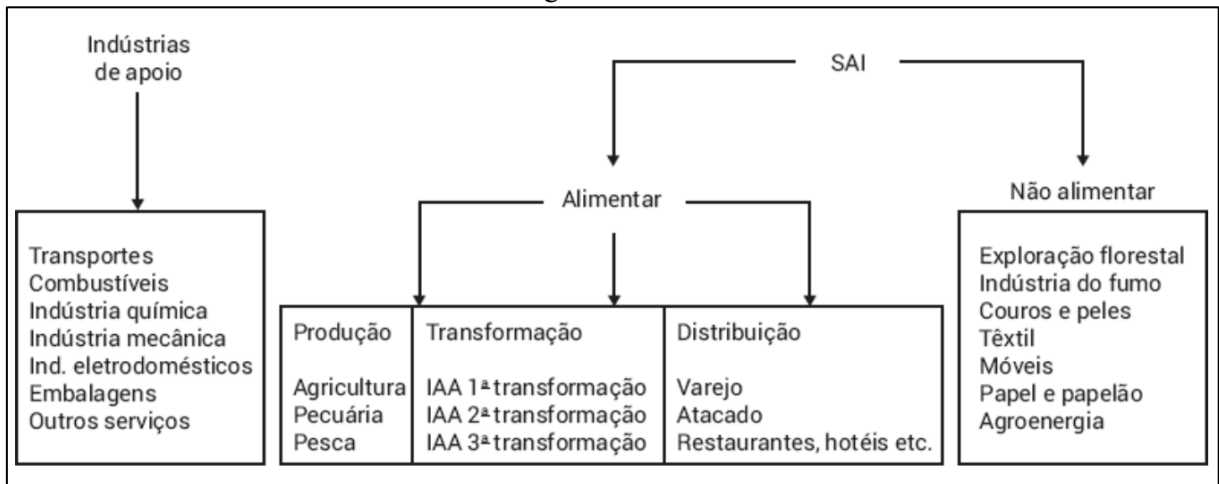 Indústrias
de apoio
SAI
Alimentar
Não alimentar
Transportes
Combustíveis
Indústria química
Indústria mecânica
Ind. eletrodomésticos
Embalagens
Outros serviços
Produção
Agricultura
Pecuária
Pesca
Transformação
IAA 1ª transformação
IAA 2ª transformação
IAA 3ª transformação
Distribuição
Varejo
Atacado
Restaurantes, hotéis etc.
Exploração florestal
Indústria do fumo
Couros e peles
Têxtil
Móveis
Papel e papelão
Agroenergia